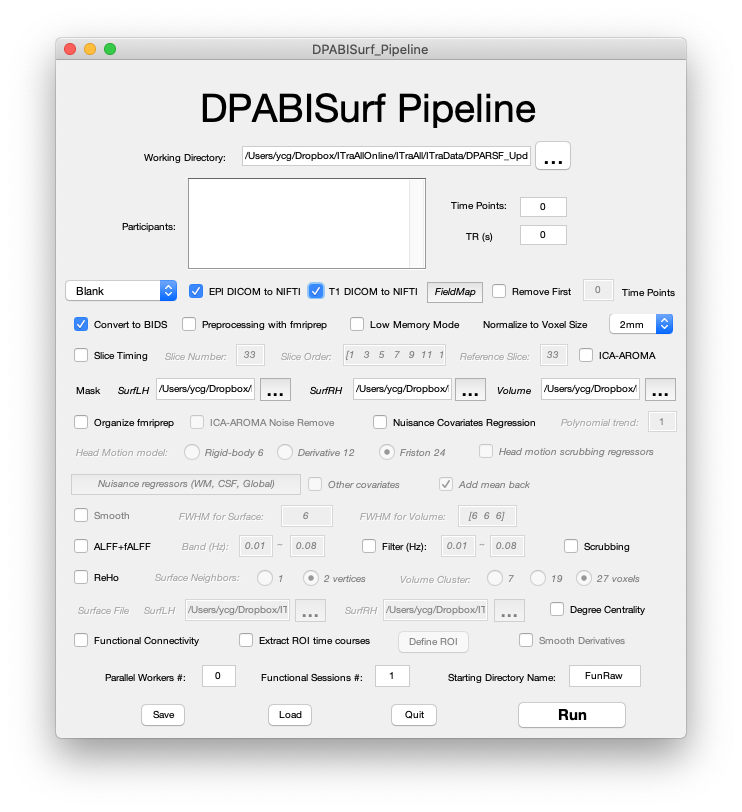 DPABISurf_Pipeline
DPABISurf Pipeline
Working Directory: /Users/ycg/Dropbox/ITraAllOnline/ITraAll/ITraData/DPARSF_Upd ...
Participants:
Time Points: 0
TR (s) 0
Blank EPI DICOM to NIFTI T1 DICOM to NIFTI FieldMap Remove First 0 Time Points
Convert to BIDS Preprocessing with fmriprep Low Memory Mode Normalize to Voxel Size 2mm
Slice Timing Slice Number: 33 Slice Order: [1 3 5 7 9 11 1 Reference Slice: 33 ICA-AROMA
Mask SurfLH /Users/ycg/Dropbox/ ... SurfRH /Users/ycg/Dropbox/ ... Volume /Users/ycg/Dropbox/ ...
Organize fmriprep ICA-AROMA Noise Remove Nuisance Covariates Regression Polynomial trend: 1
Head Motion model: Rigid-body 6 Derivative 12 Friston 24 Head motion scrubbing regressors
Nuisance regressors (WM, CSF, Global) Other covariates Add mean back
Smooth FWHM for Surface: 6 FWHM for Volume: [6 6 6]
ALFF+fALFF Band (Hz): 0.01 ~ 0.08 Filter (Hz): 0.01 ~ 0.08 Scrubbing
ReHo Surface Neighbors: 1 2 vertices Volume Cluster: 7 19 27 voxels
Surface File SurfLH /Users/ycg/Dropbox/IT ... SurfRH /Users/ycg/Dropbox/IT ... Degree Centrality
Functional Connectivity Extract ROI time courses Define ROI Smooth Derivatives
Parallel Workers #: 0 Functional Sessions #: 1 Starting Directory Name: FunRaw
Save Load Quit Run